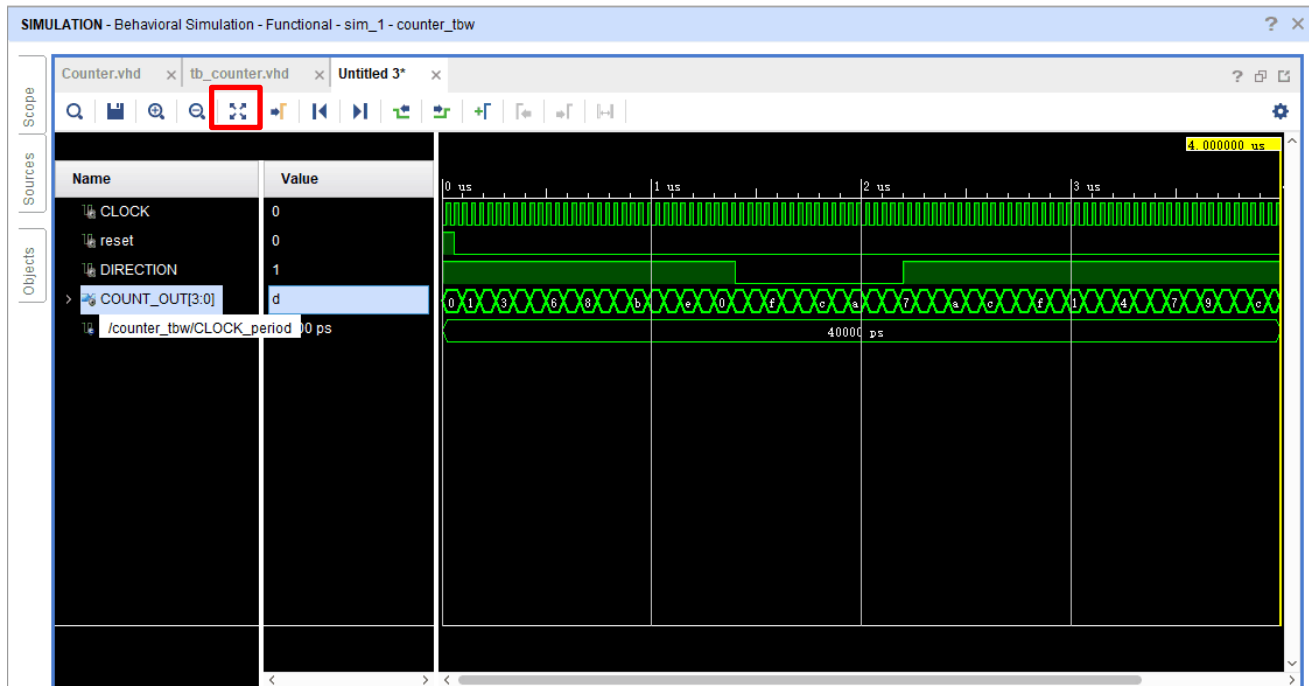 SIMULATION - Behavioral Simulation - Functional - sim_1 - counter_tbw ? ×
Scope
Sources
Objects
Counter.vhd × tb_counter.vhd × Untitled 3* × ?
4.000000 us
Name Value
0 us 1 us 2 us 3 us
CLOCK 0
reset 0
DIRECTION 1
> COUNT_OUT[3:0] d 0 1 3 6 8 b e 0 f c a 7 a c f 1 4 7 9 c
/counter_tbw/CLOCK_period 00 ps 40000 ps